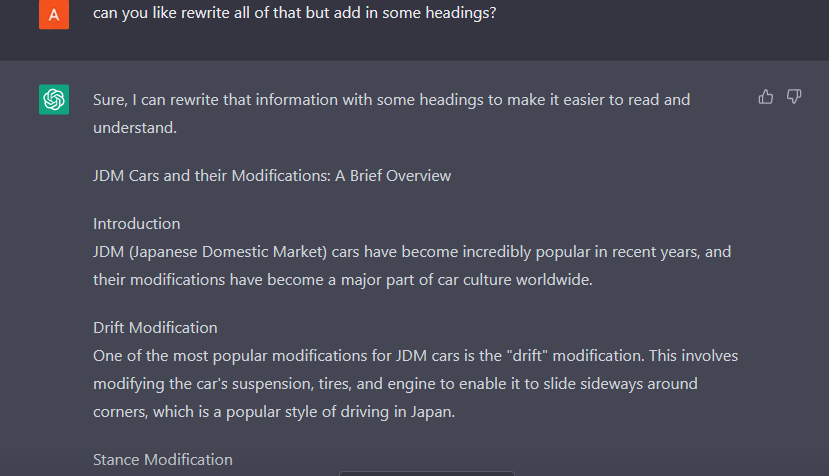 A
can you like rewrite all of that but add in some headings?
Sure, I can rewrite that information with some headings to make it easier to read and
understand.
JDM Cars and their Modifications: A Brief Overview
Introduction
JDM (Japanese Domestic Market) cars have become incredibly popular in recent years, and
their modifications have become a major part of car culture worldwide.
Drift Modification
One of the most popular modifications for JDM cars is the "drift" modification. This involves
modifying the car's suspension, tires, and engine to enable it to slide sideways around
corners, which is a popular style of driving in Japan.
Stance Modification